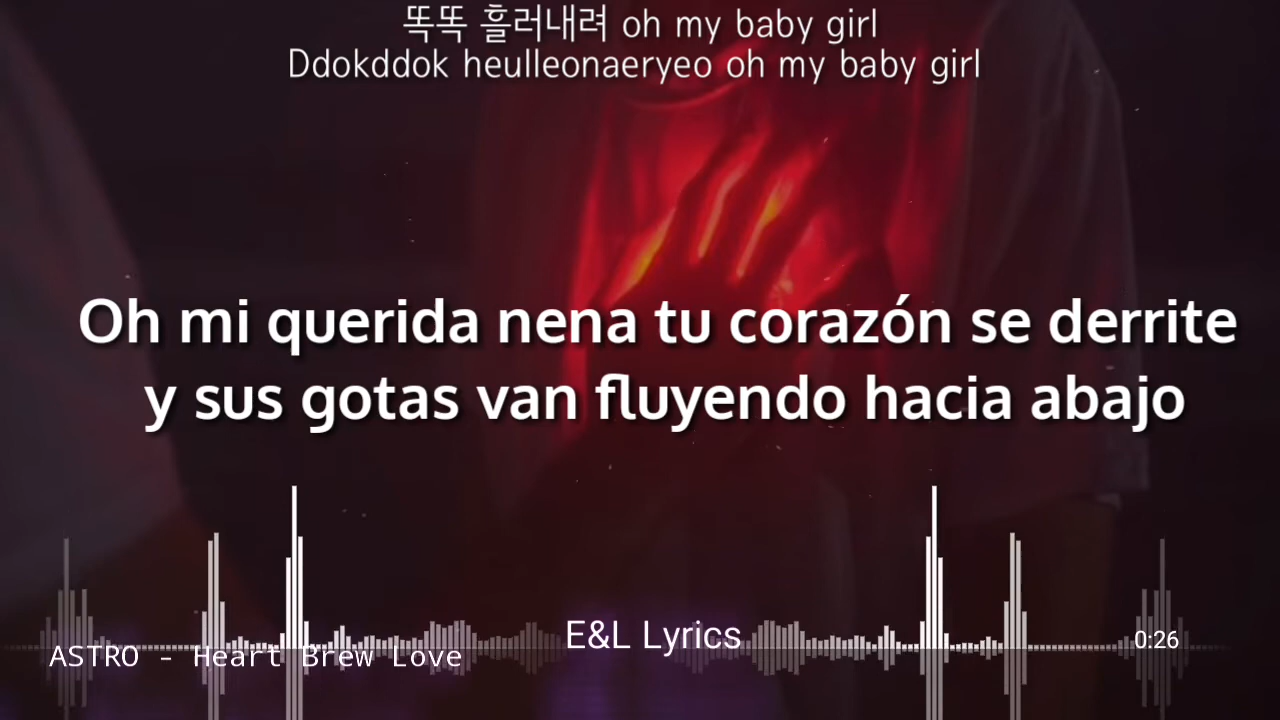 똑똑 흘러내려 oh my baby girl
Ddokddok heulleonaeryeo oh my baby girl
Oh mi querida nena tu corazón se derrite
y sus gotas van fluyendo hacia abajo
E&L Lyrics
0:26
ASTRO - Heart Brew Love